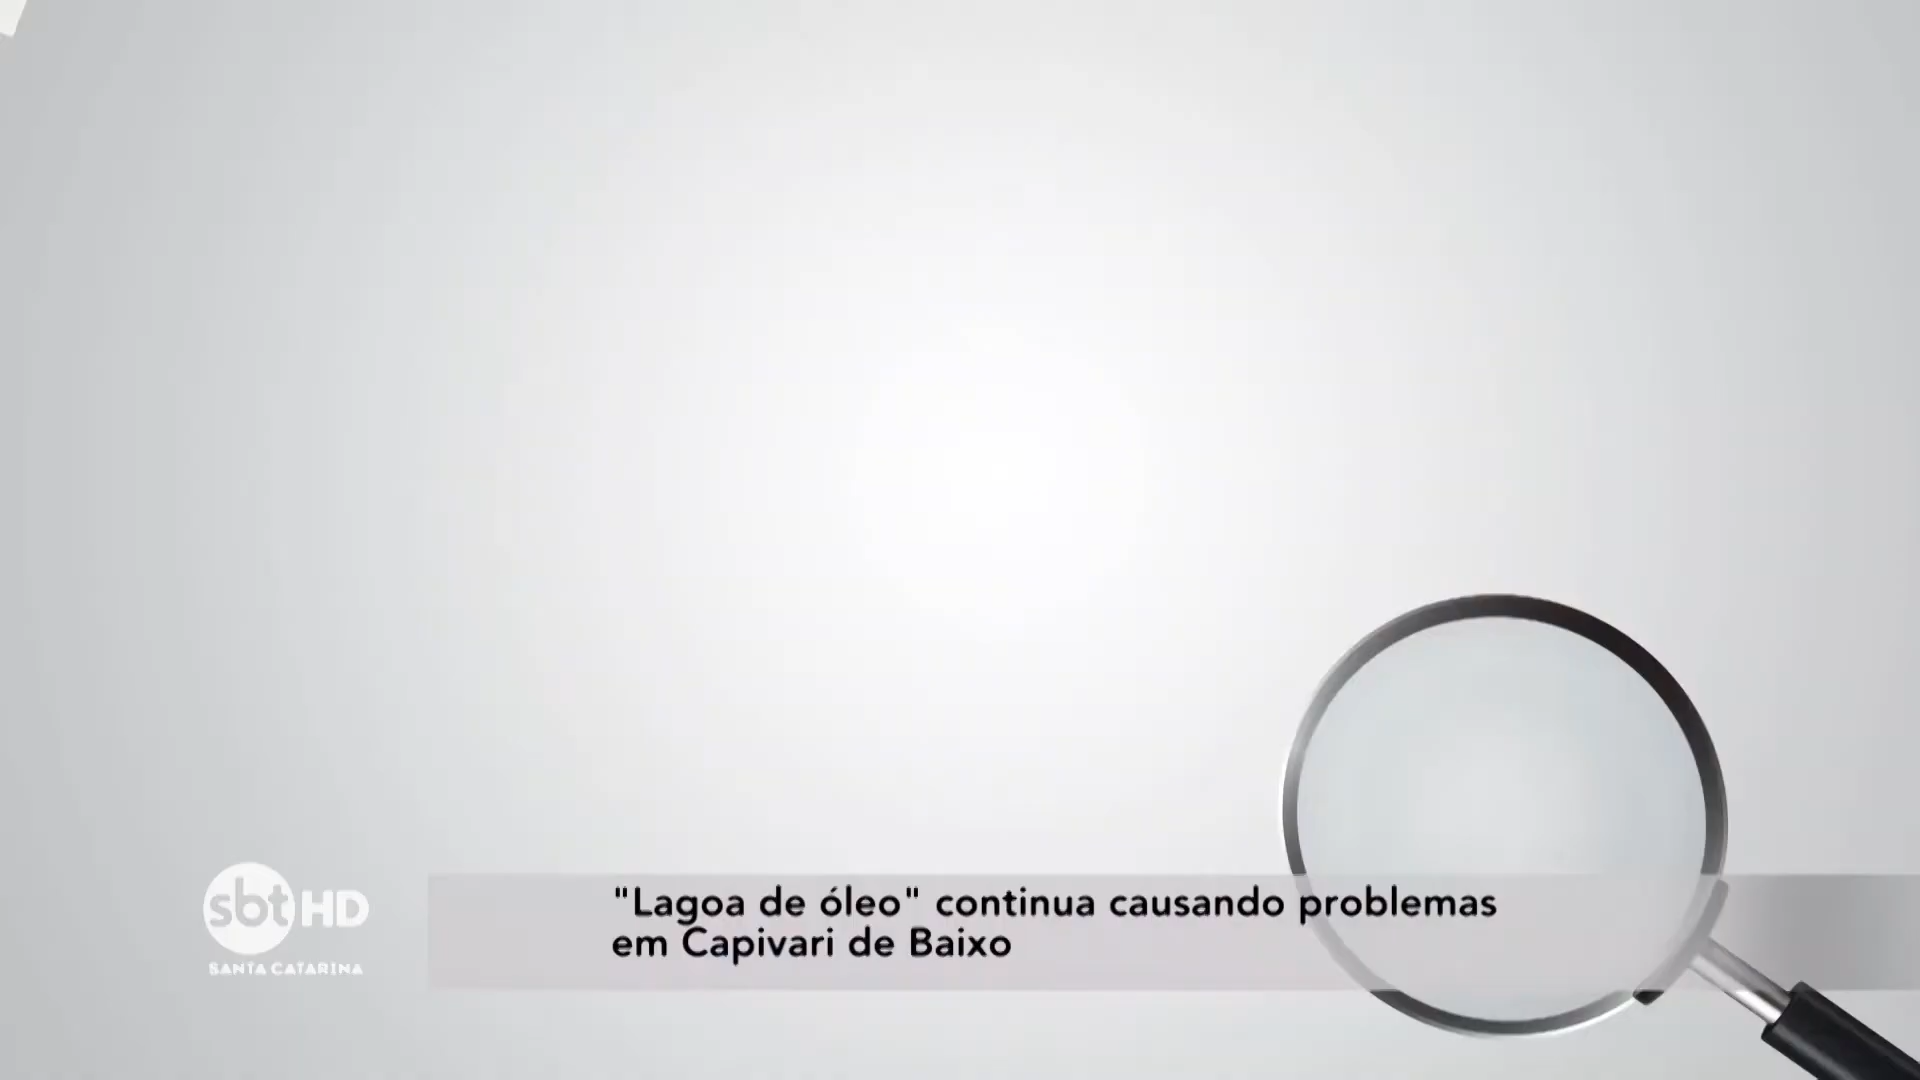 "Lagoa de óleo" continua causando problemas
em Capivari de Baixo
sbt HD
SANTA CATARINA